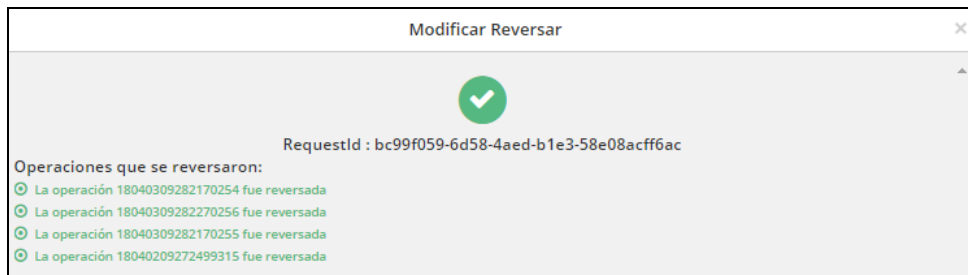 Modificar Reversar
RequestId : bc99f059-6d58-4aed-b1e3-58e08acff6ac
Operaciones que se reversaron:
La operación 18040309282170254 fue reversada
La operación 18040309282270256 fue reversada
La operación 18040309282170255 fue reversada
La operación 18040209272499315 fue reversada